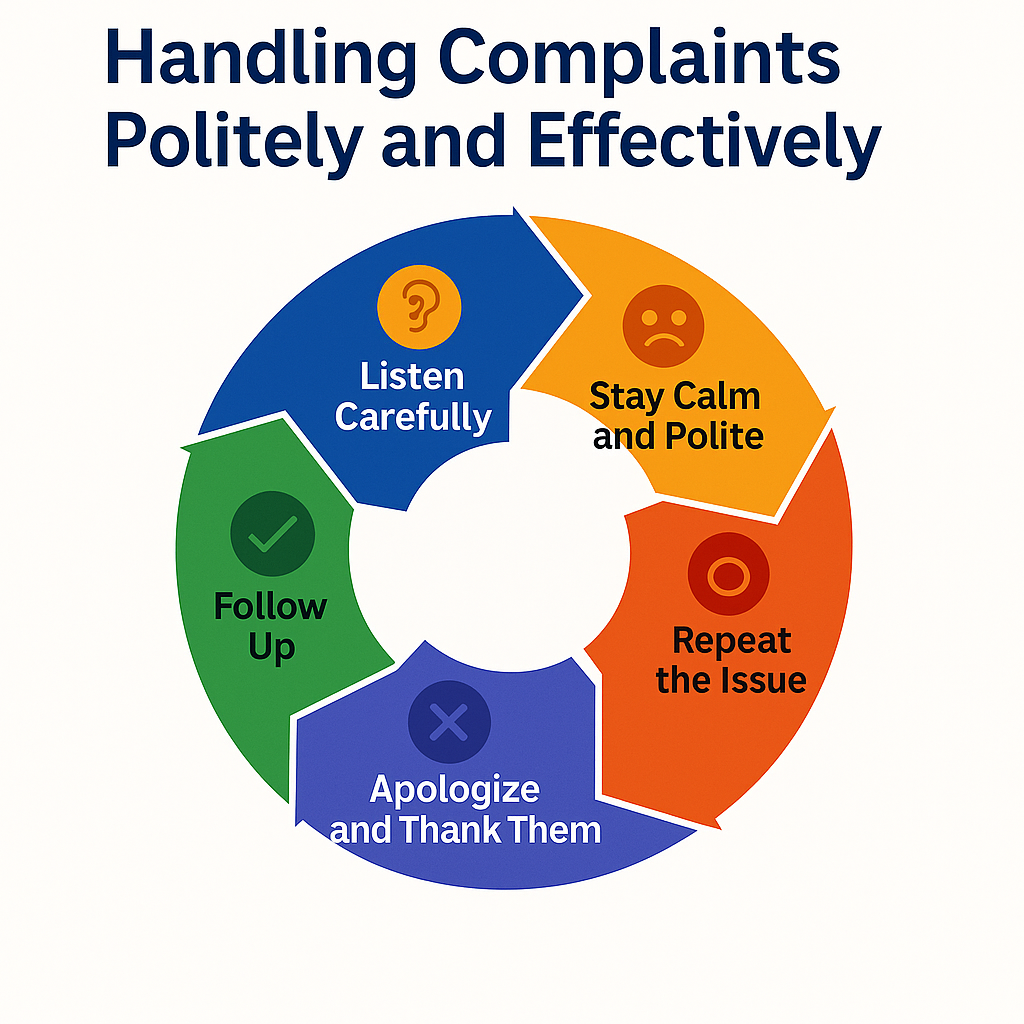 Handling Complaints
Politely and Effectively
Listen
Carefully
Stay Calm
and Polite
Repeat
the Issue
Apologize
and Thank Them
Follow
Up